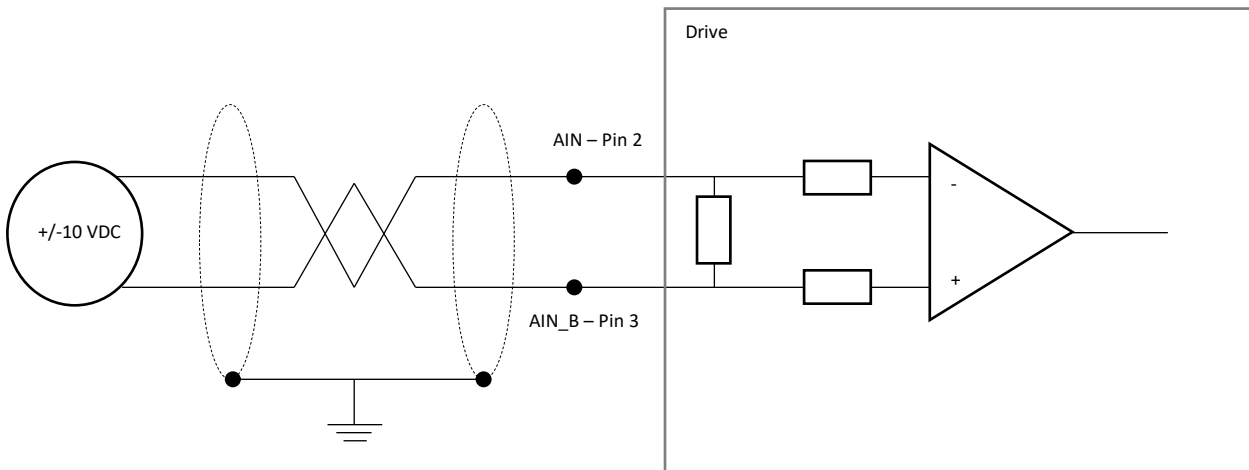 Drive
AIN – Pin 2
+/-10 VDC
-
+
AIN_B – Pin 3